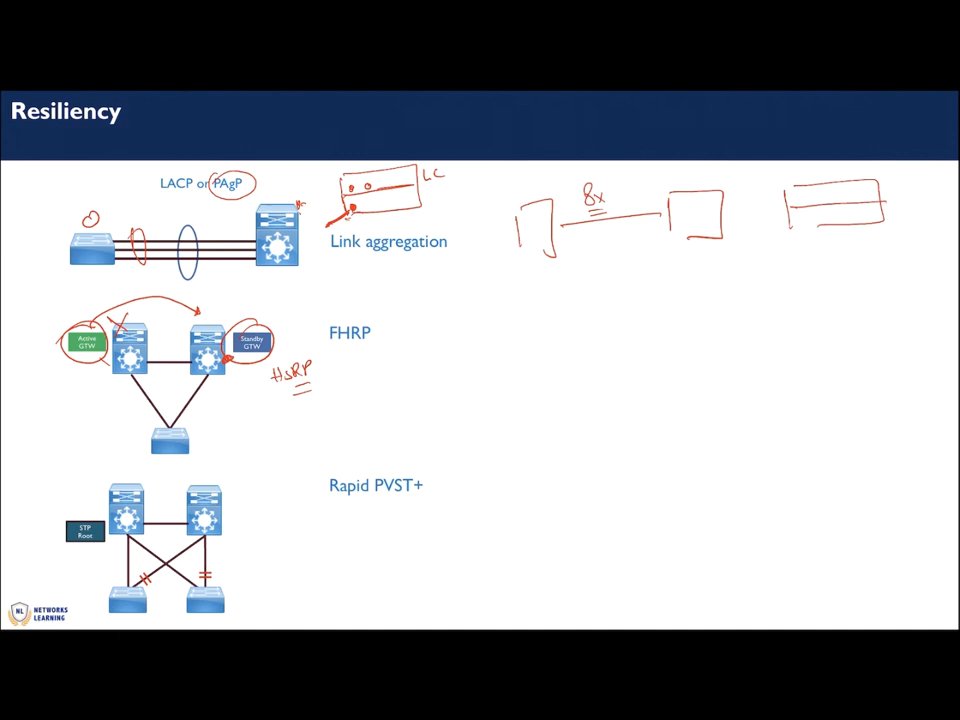 Resiliency
LACP or PAgP
LC
8x
Link aggregation
Active
GTW
Standby
GTW
FHRP
HSRP
Rapid PVST+
STP
Root
NL
NETWORKS
LEARNING